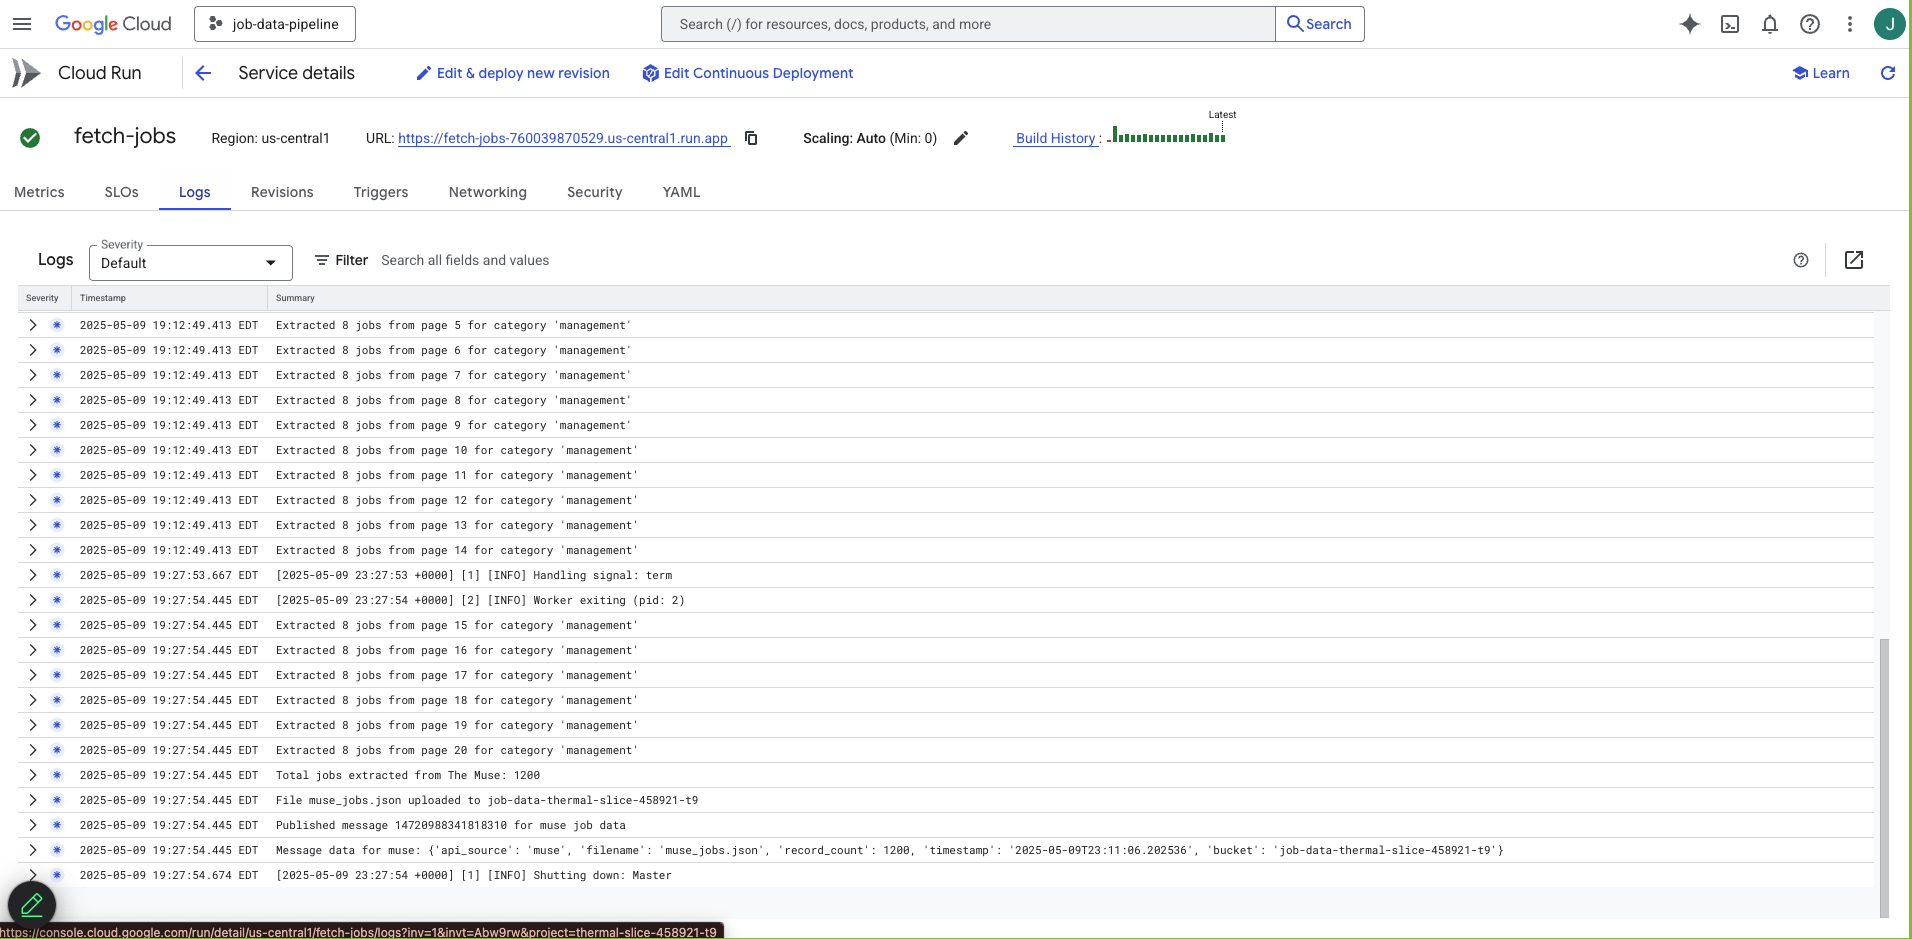 Google Cloud
job-data-pipeline
Search (/) for resources, docs, products, and more
Search
J
Cloud Run
Service details
Edit & deploy new revision
Edit Continuous Deployment
Learn
fetch-jobs
Region: us-central1
URL: https://fetch-jobs-760039870529.us-central1.run.app
Scaling: Auto (Min: 0)
Build History :
Latest
Metrics
SLOs
Logs
Revisions
Triggers
Networking
Security
YAML
Logs
Severity
Default
Filter
Search all fields and values
Severity Timestamp Summary
2025-05-09 19:12:49.413 EDT Extracted 8 jobs from page 5 for category 'management'
2025-05-09 19:12:49.413 EDT Extracted 8 jobs from page 6 for category 'management'
2025-05-09 19:12:49.413 EDT Extracted 8 jobs from page 7 for category 'management'
2025-05-09 19:12:49.413 EDT Extracted 8 jobs from page 8 for category 'management'
2025-05-09 19:12:49.413 EDT Extracted 8 jobs from page 9 for category 'management'
2025-05-09 19:12:49.413 EDT Extracted 8 jobs from page 10 for category 'management'
2025-05-09 19:12:49.413 EDT Extracted 8 jobs from page 11 for category 'management'
2025-05-09 19:12:49.413 EDT Extracted 8 jobs from page 12 for category 'management'
2025-05-09 19:12:49.413 EDT Extracted 8 jobs from page 13 for category 'management'
2025-05-09 19:12:49.413 EDT Extracted 8 jobs from page 14 for category 'management'
2025-05-09 19:27:53.667 EDT [2025-05-09 23:27:53 +0000] [1] [INFO] Handling signal: term
2025-05-09 19:27:54.445 EDT [2025-05-09 23:27:54 +0000] [2] [INFO] Worker exiting (pid: 2)
2025-05-09 19:27:54.445 EDT Extracted 8 jobs from page 15 for category 'management'
2025-05-09 19:27:54.445 EDT Extracted 8 jobs from page 16 for category 'management'
2025-05-09 19:27:54.445 EDT Extracted 8 jobs from page 17 for category 'management'
2025-05-09 19:27:54.445 EDT Extracted 8 jobs from page 18 for category 'management'
2025-05-09 19:27:54.445 EDT Extracted 8 jobs from page 19 for category 'management'
2025-05-09 19:27:54.445 EDT Extracted 8 jobs from page 20 for category 'management'
2025-05-09 19:27:54.445 EDT Total jobs extracted from The Muse: 1200
2025-05-09 19:27:54.445 EDT File muse_jobs.json uploaded to job-data-thermal-slice-458921-t9
2025-05-09 19:27:54.445 EDT Published message 14720988341818310 for muse job data
2025-05-09 19:27:54.445 EDT Message data for muse: {'api_source': 'muse', 'filename': 'muse_jobs.json', 'record_count': 1200, 'timestamp': '2025-05-09T23:11:06.202536', 'bucket': 'job-data-thermal-slice-458921-t9'}
2025-05-09 19:27:54.674 EDT [2025-05-09 23:27:54 +0000] [1] [INFO] Shutting down: Master
https://console.cloud.google.com/run/detail/us-central1/fetch-jobs/logs?inv=1&invt=Abw9rw&project=thermal-slice-458921-t9